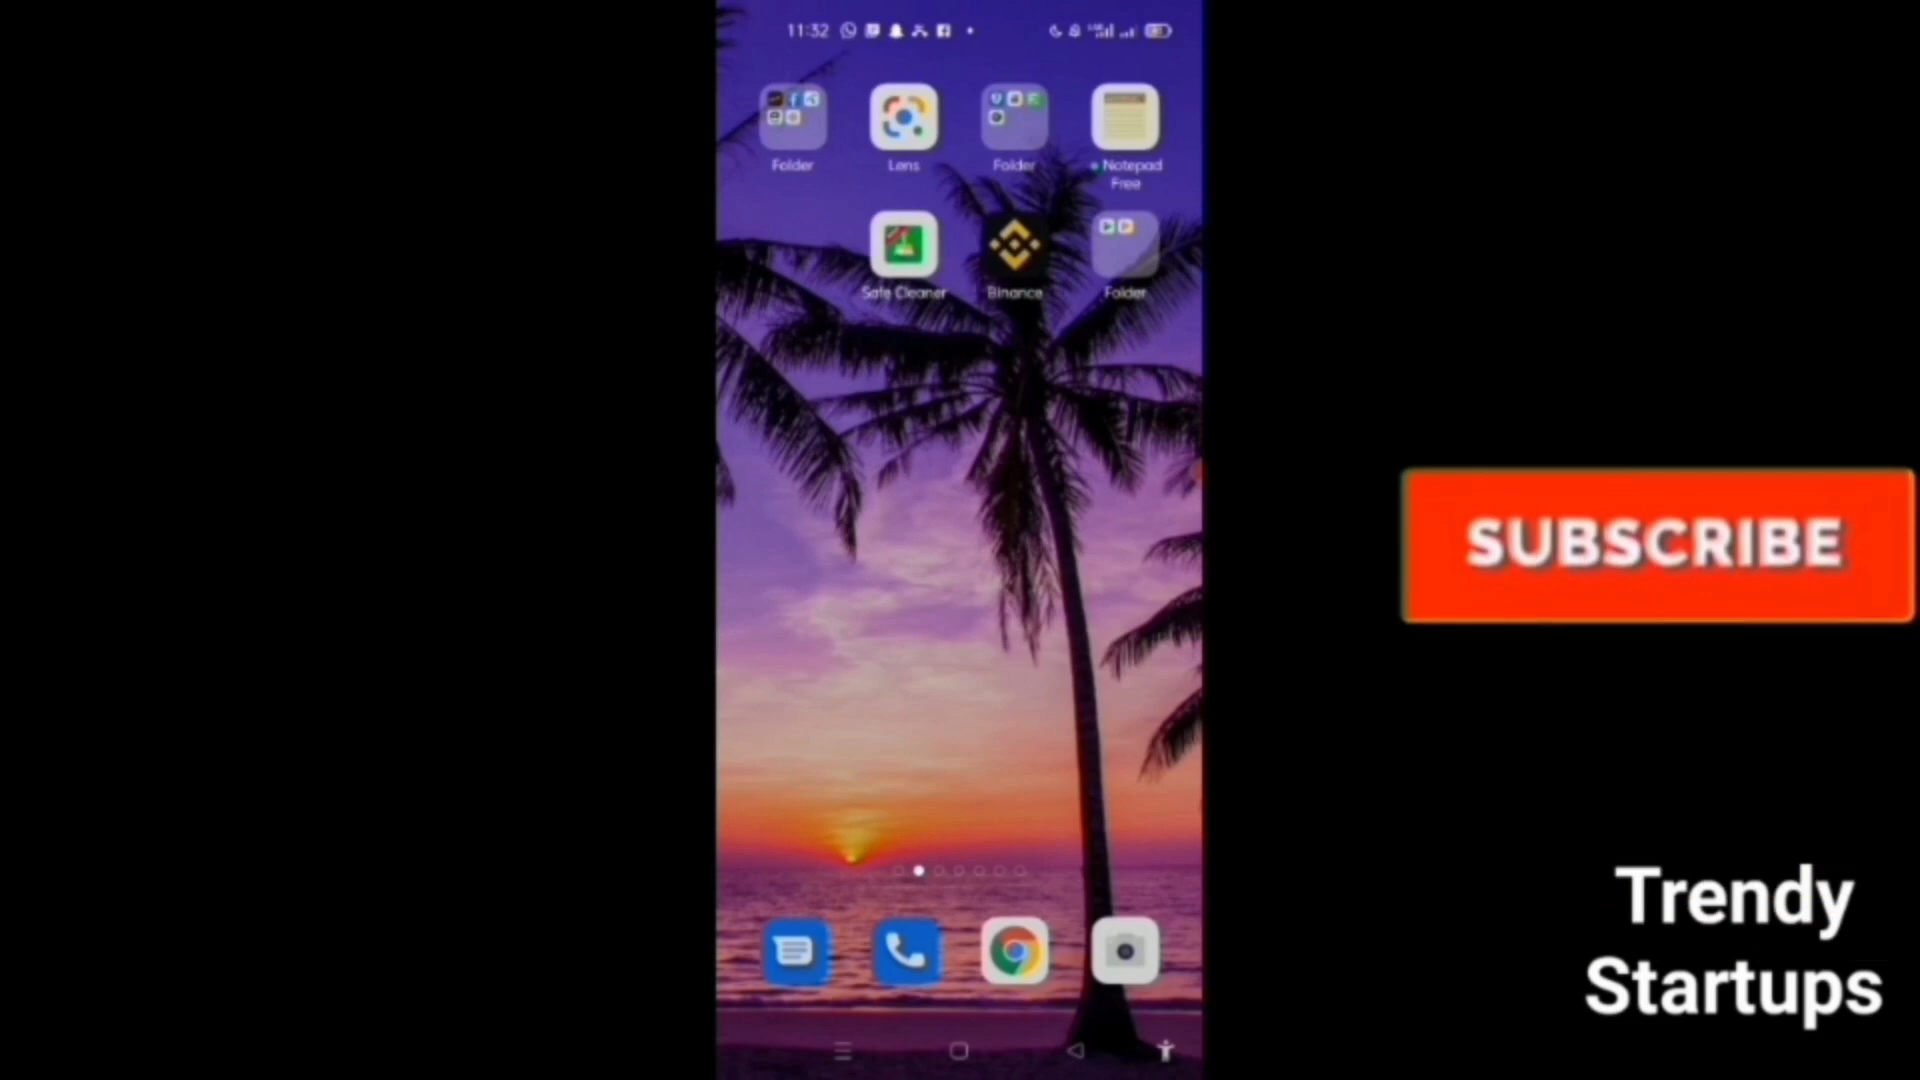 11:32
Folder
Lens
Folder
Notepad
Free
Safe Cleaner
Binance
Folder
SUBSCRIBE
Trendy
Startups